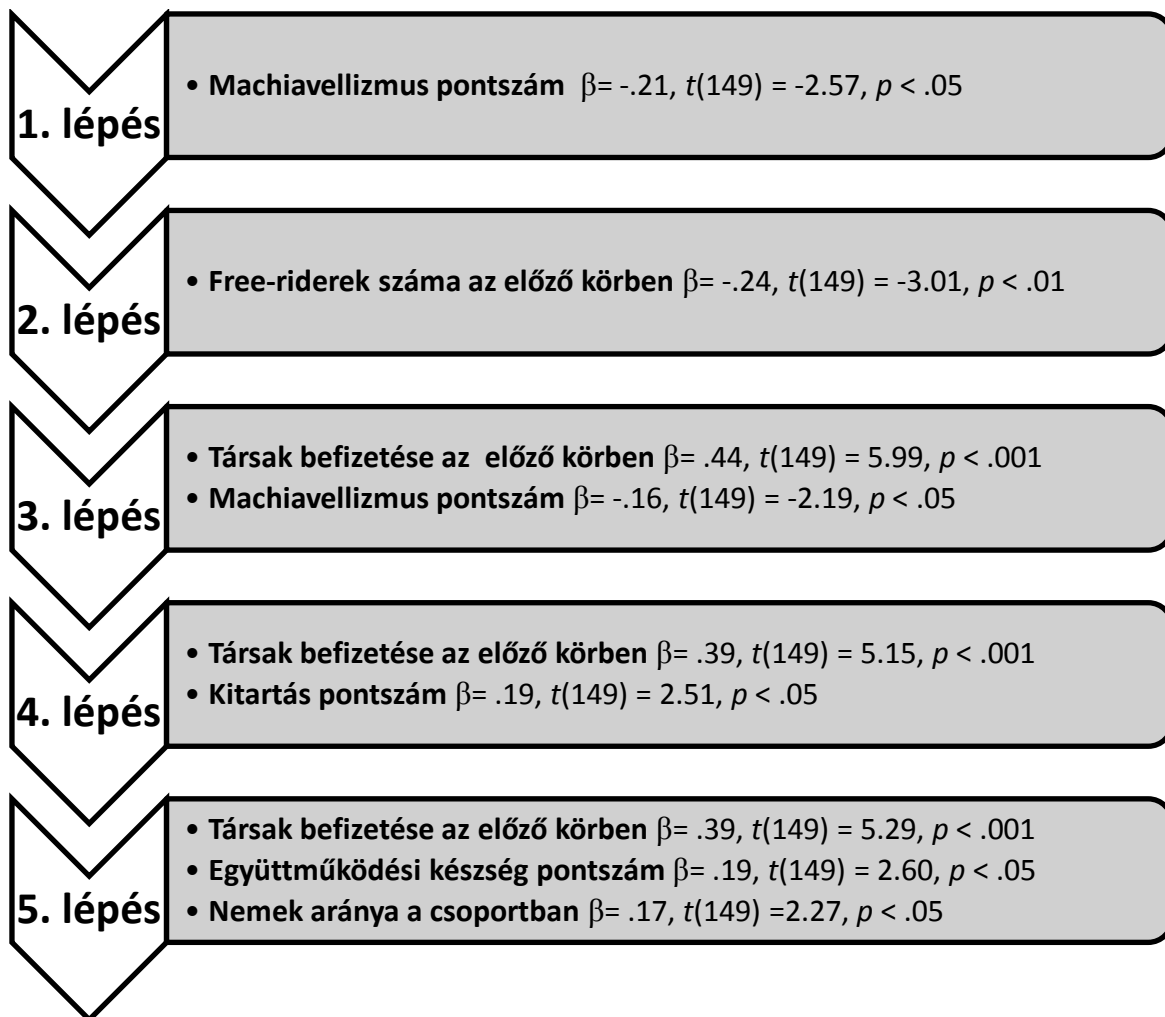 1. lépés
• Machiavellizmus pontszám β= -.21, t(149) = -2.57, p < .05
2. lépés
• Free-riderek száma az előző körben β= -.24, t(149) = -3.01, p < .01
3. lépés
• Társak befizetése az előző körben β= .44, t(149) = 5.99, p < .001
• Machiavellizmus pontszám β= -.16, t(149) = -2.19, p < .05
4. lépés
• Társak befizetése az előző körben β= .39, t(149) = 5.15, p < .001
• Kitartás pontszám β= .19, t(149) = 2.51, p < .05
5. lépés
• Társak befizetése az előző körben β= .39, t(149) = 5.29, p < .001
• Együttműködési készség pontszám β= .19, t(149) = 2.60, p < .05
• Nemek aránya a csoportban β= .17, t(149) =2.27, p < .05